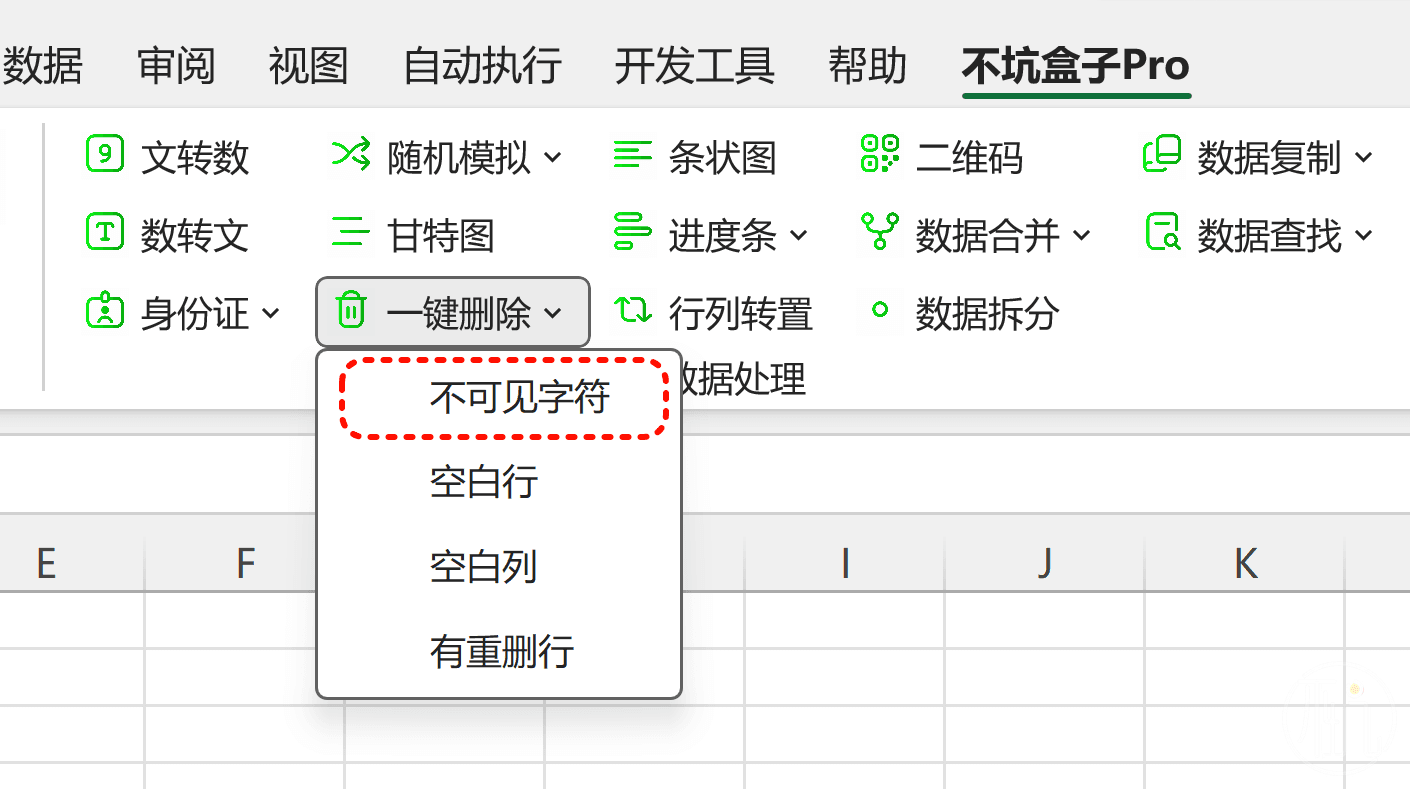 数据 审阅 视图 自动执行 开发工具 帮助 不坑盒子Pro
文转数 随机模拟 条状图 二维码 数据复制
数转文 甘特图 进度条 数据合并 数据查找
身份证 一键删除 行列转置 数据拆分
数据处理
不可见字符
空白行
空白列
有重删行
E F I J K